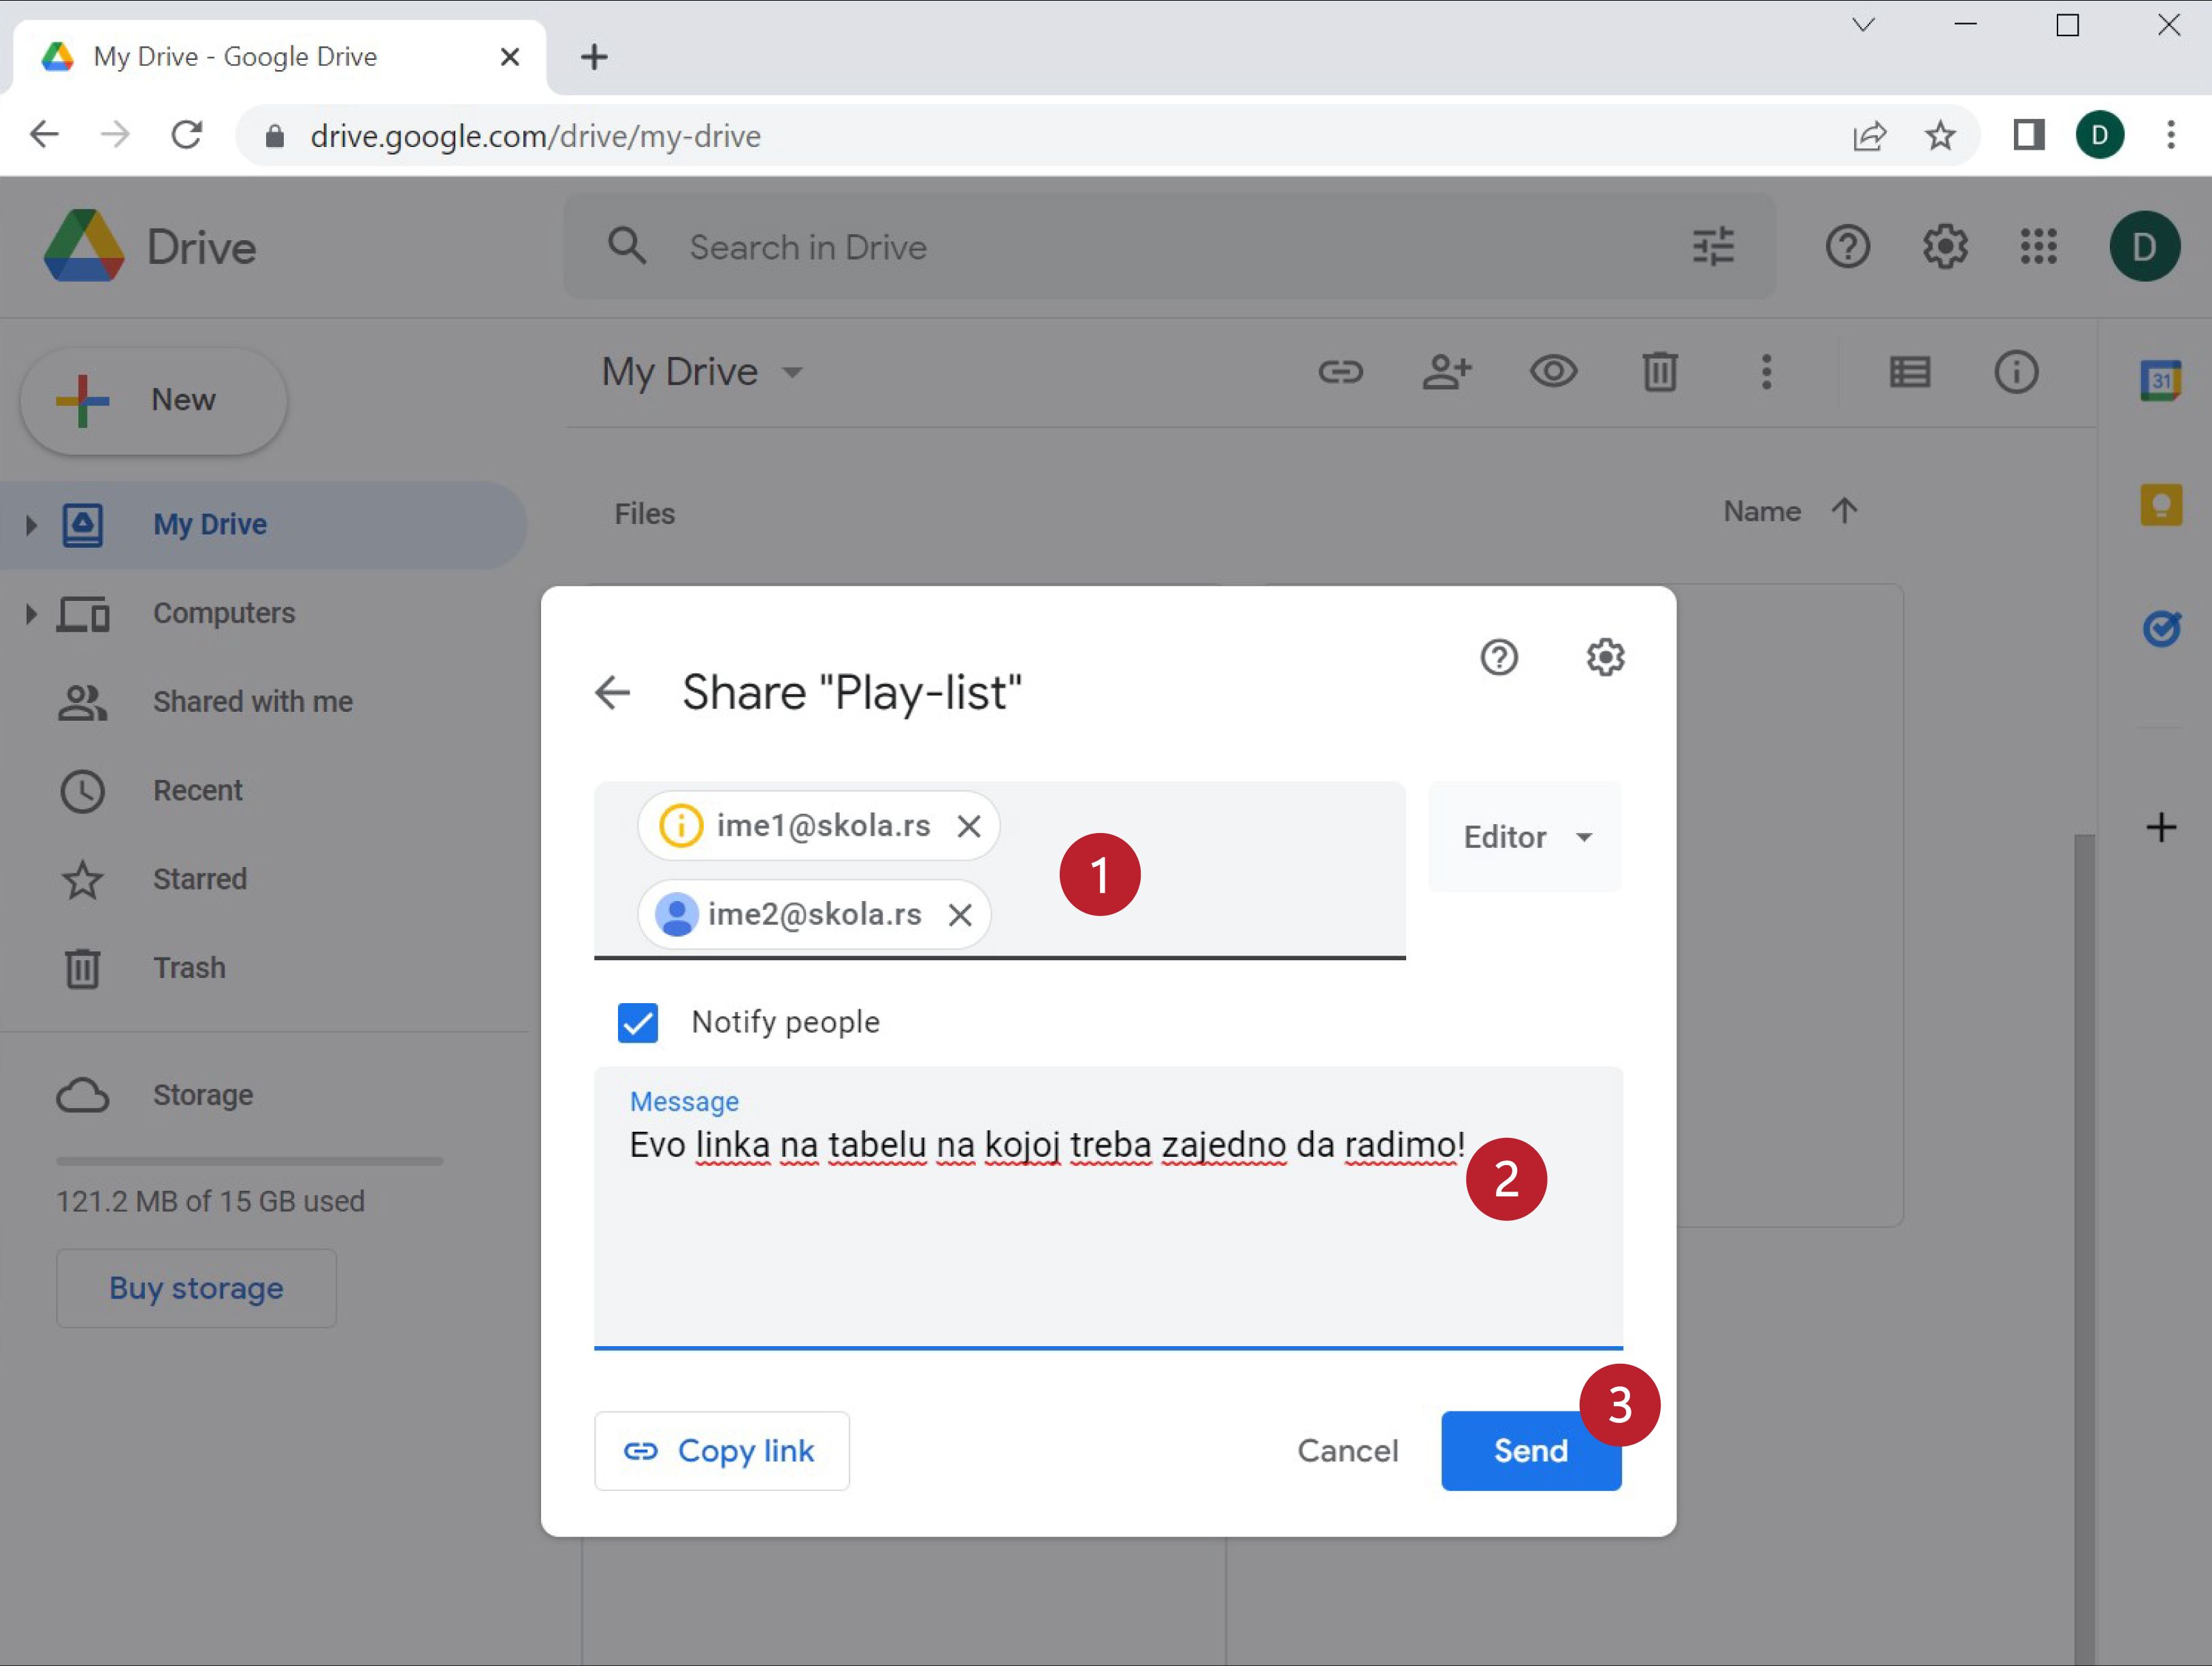 My Drive - Google Drive
drive.google.com/drive/my-drive
D
Drive
Search in Drive
D
New
My Drive
31
My Drive
Files
Name
Computers
Shared with me
Recent
Starred
Trash
Storage
121.2 MB of 15 GB used
Buy storage
Share "Play-list"
ime1@skola.rs
1
Editor
ime2@skola.rs
Notify people
Message
Evo linka na tabelu na kojoj treba zajedno da radimo!
2
3
Copy link
Cancel
Send